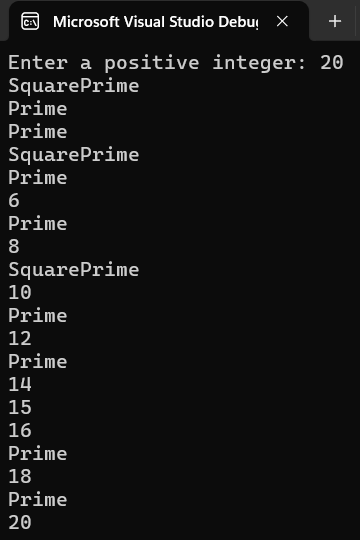 Microsoft Visual Studio Debug
Enter a positive integer: 20
SquarePrime
Prime
Prime
SquarePrime
Prime
6
Prime
8
SquarePrime
10
Prime
12
Prime
14
15
16
Prime
18
Prime
20